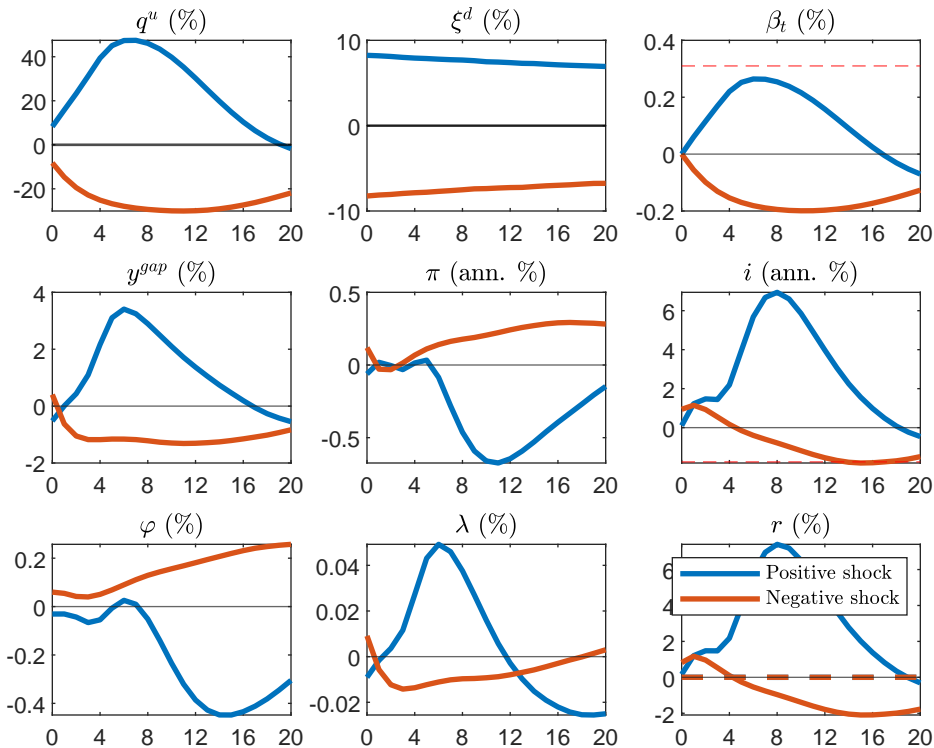 q^u (%)
40
20
0
-20
0 4 8 12 16 20
ξ^d (%)
10
0
-10
0 4 8 12 16 20
β_t (%)
0.4
0.2
0
-0.2
0 4 8 12 16 20
y^{gap} (%)
4
2
0
-2
0 4 8 12 16 20
π (ann. %)
0.5
0
-0.5
0 4 8 12 16 20
i (ann. %)
6
4
2
0
0 4 8 12 16 20
φ (%)
0.2
0
-0.2
-0.4
0 4 8 12 16 20
λ (%)
0.04
0.02
0
-0.02
0 4 8 12 16 20
r (%)
6
4
2
0
-2
0 4 8 12 16 20
Positive shock
Negative shock